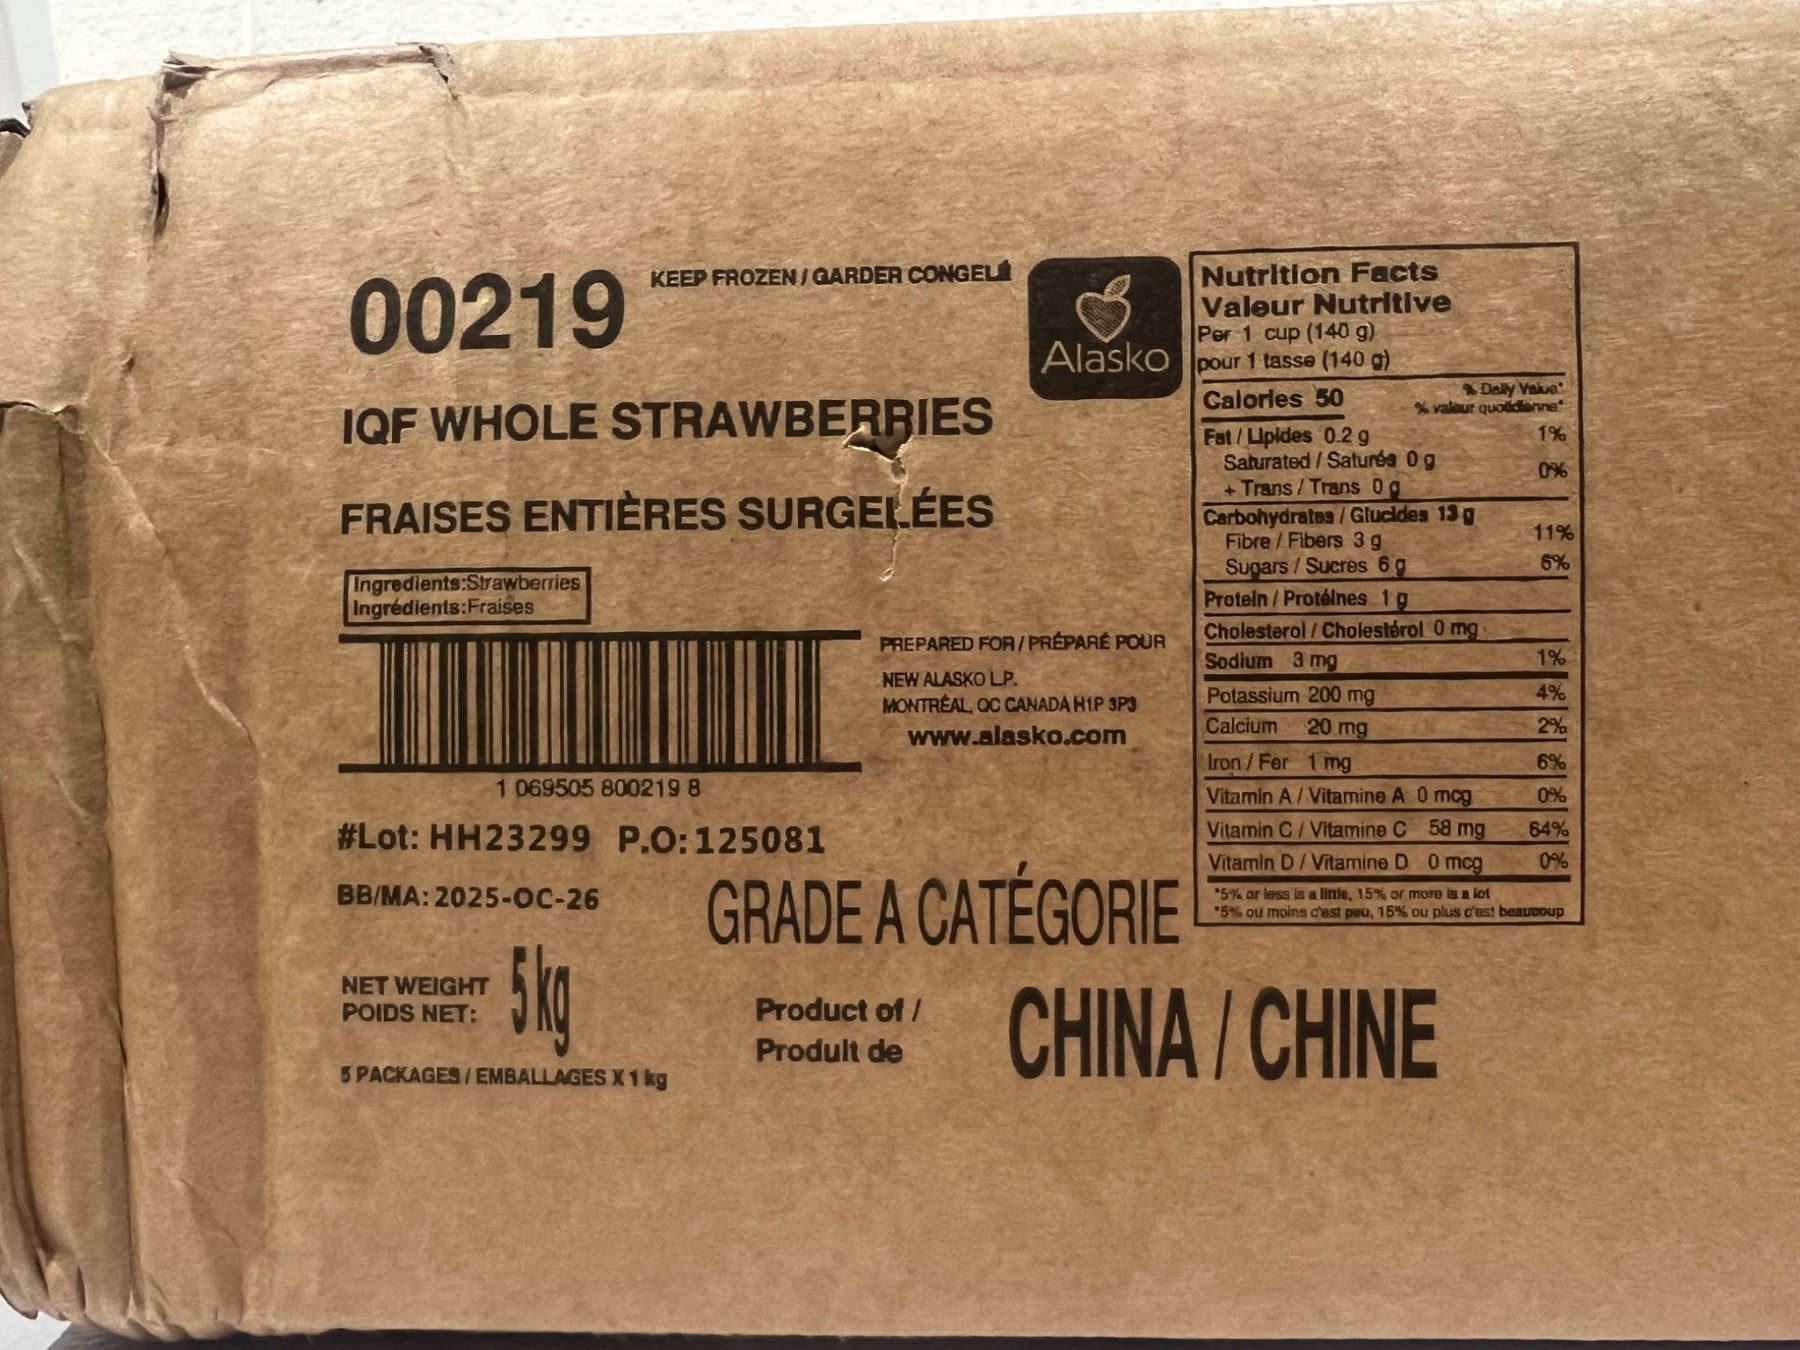 00219
KEEP FROZEN / GARDER CONGELÉ
Alasko
IQF WHOLE STRAWBERRIES
FRAISES ENTIÈRES SURGELÉES
Ingredients:Strawberries
Ingrédients:Fraises
1 069505 800219 8
PREPARED FOR / PRÉPARÉ POUR
NEW ALASKO L.P.
MONTRÉAL, QC CANADA H1P 3P3
www.alasko.com
#Lot: HH23299 P.O: 125081
BB/MA: 2025-OC-26
GRADE A CATÉGORIE
NET WEIGHT
POIDS NET: 5 kg
5 PACKAGES / EMBALLAGES X 1 kg
Product of /
Produit de
CHINA / CHINE
Nutrition Facts
Valeur Nutritive
Per 1 cup (140 g)
pour 1 tasse (140 g)
Calories 50
% Daily Value*
% valeur quotidienne*
Fat / Lipides 0.2 g 1%
Saturated / Saturés 0 g
+ Trans / Trans 0 g 0%
Carbohydrates / Glucides 13 g
Fibre / Fibers 3 g 11%
Sugars / Sucres 6 g 6%
Protein / Protéines 1 g
Cholesterol / Cholestérol 0 mg
Sodium 3 mg 1%
Potassium 200 mg 4%
Calcium 20 mg 2%
Iron / Fer 1 mg 6%
Vitamin A / Vitamine A 0 mcg 0%
Vitamin C / Vitamine C 58 mg 64%
Vitamin D / Vitamine D 0 mcg 0%
*5% or less is a little, 15% or more is a lot
*5% ou moins c'est peu, 15% ou plus c'est beaucoup